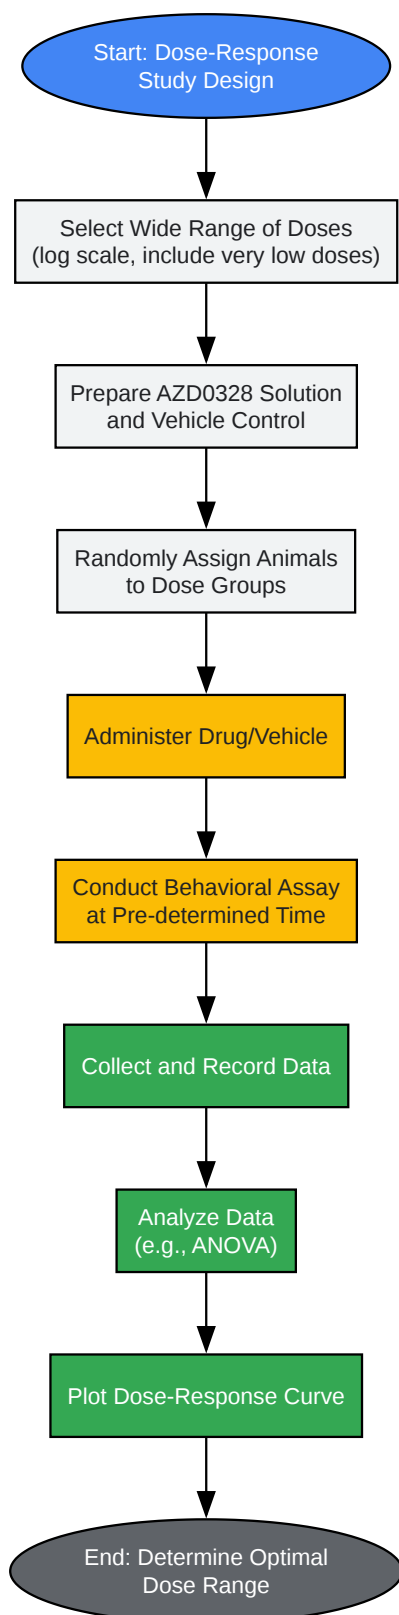 Start: Dose-Response
Study Design
Select Wide Range of Doses
(log scale, include very low doses)
Prepare AZD0328 Solution
and Vehicle Control
Randomly Assign Animals
to Dose Groups
Administer Drug/Vehicle
Conduct Behavioral Assay
at Pre-determined Time
Collect and Record Data
Analyze Data
(e.g., ANOVA)
Plot Dose-Response Curve
End: Determine Optimal
Dose Range